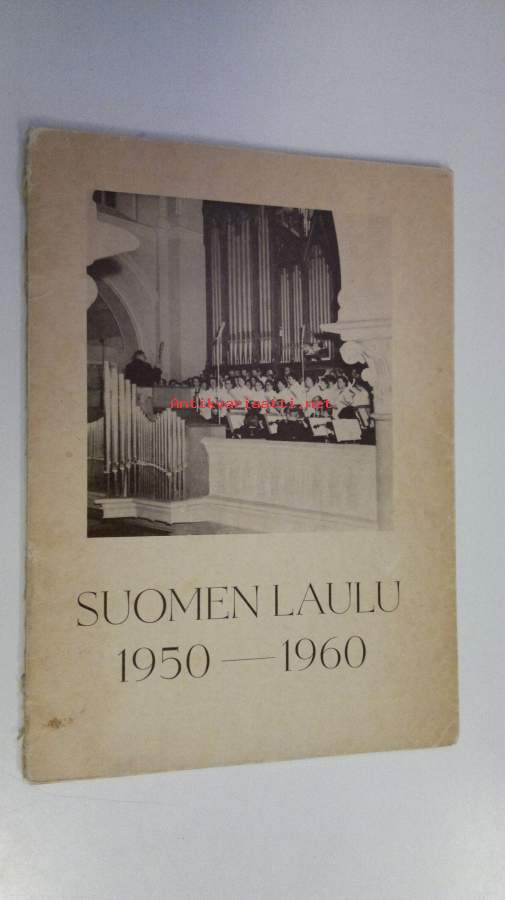 Antikvariaatti.net
SUOMEN LAULU
1950 — 1960